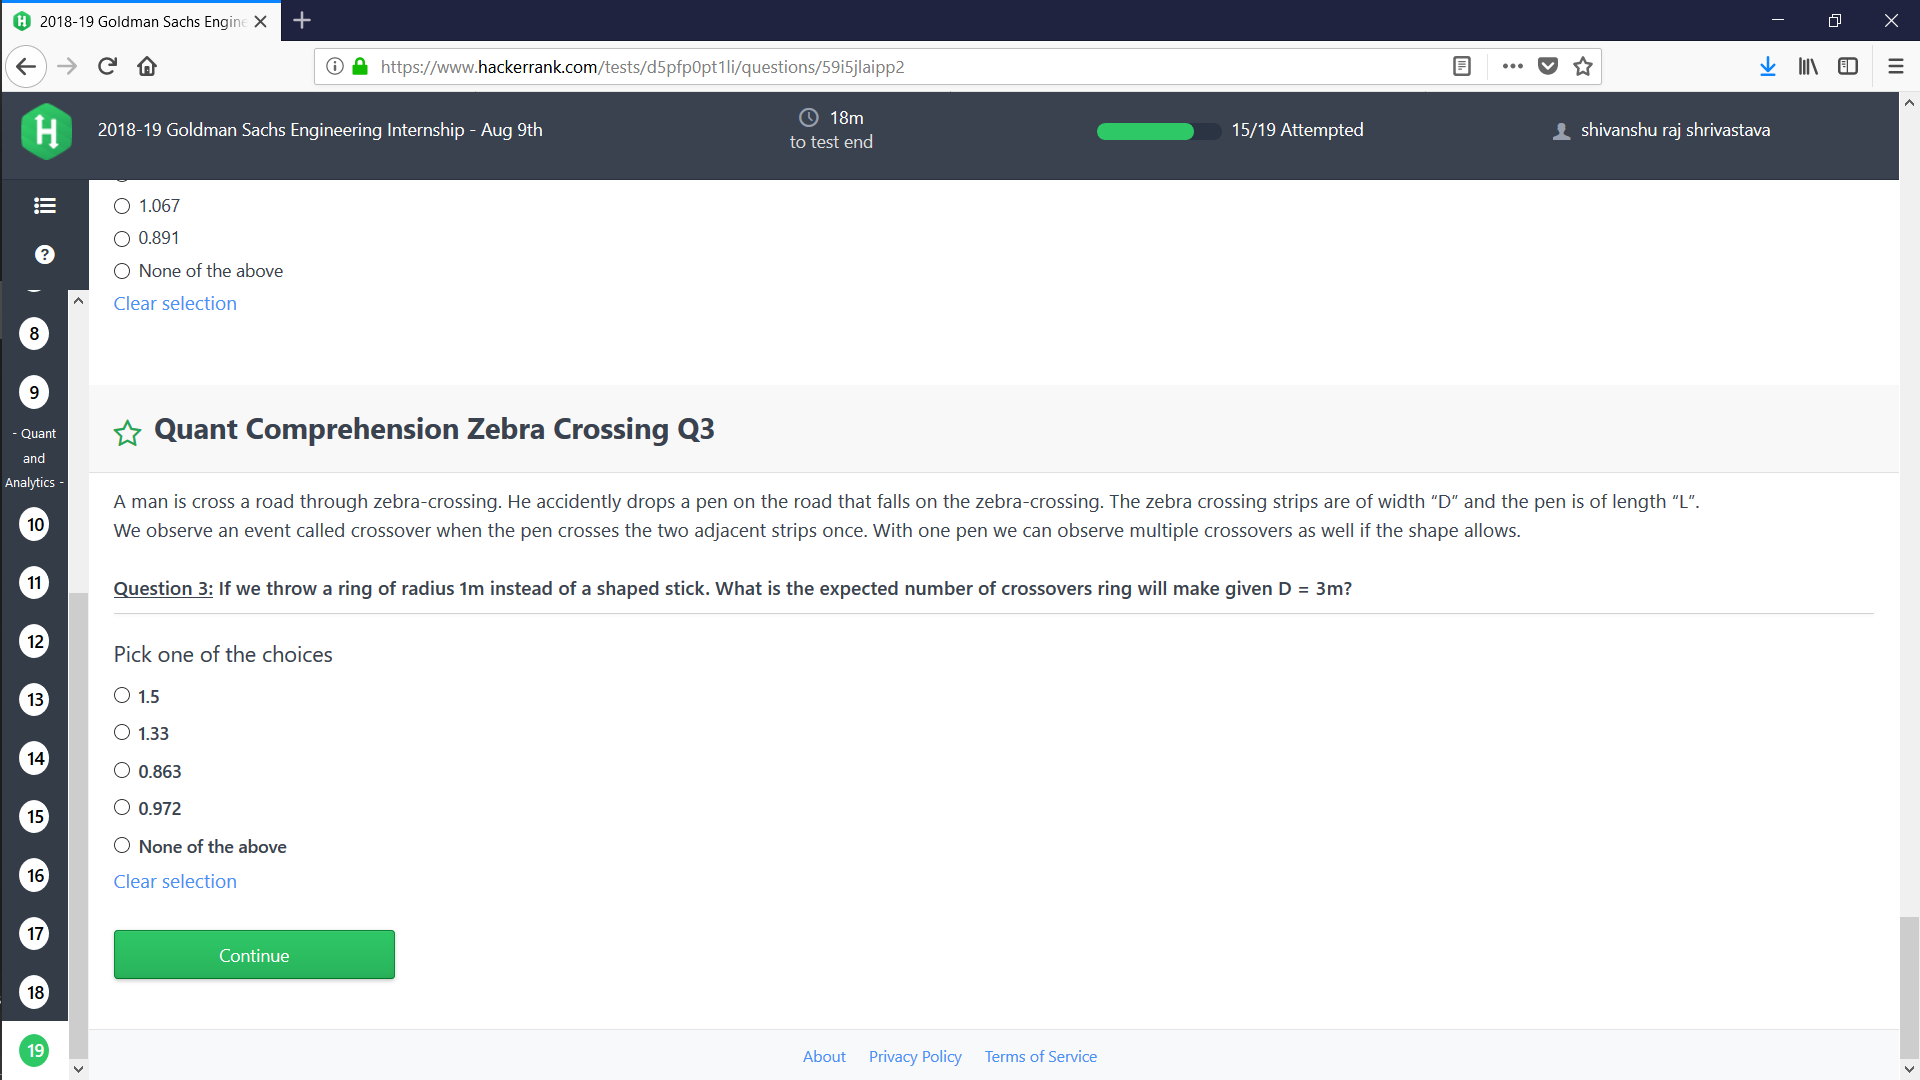 2018-19 Goldman Sachs Engine
https://www.hackerrank.com/tests/d5pfp0pt1li/questions/59i5jlaipp2
H
2018-19 Goldman Sachs Engineering Internship - Aug 9th
18m
to test end
15/19 Attempted
shivanshu raj shrivastava
?
8
9
- Quant
and
Analytics -
10
11
12
13
14
15
16
17
18
19
1.067
0.891
None of the above
Clear selection
Quant Comprehension Zebra Crossing Q3
A man is cross a road through zebra-crossing. He accidently drops a pen on the road that falls on the zebra-crossing. The zebra crossing strips are of width “D” and the pen is of length “L”.
We observe an event called crossover when the pen crosses the two adjacent strips once. With one pen we can observe multiple crossovers as well if the shape allows.
Question 3: If we throw a ring of radius 1m instead of a shaped stick. What is the expected number of crossovers ring will make given D = 3m?
Pick one of the choices
1.5
1.33
0.863
0.972
None of the above
Clear selection
Continue
About Privacy Policy Terms of Service